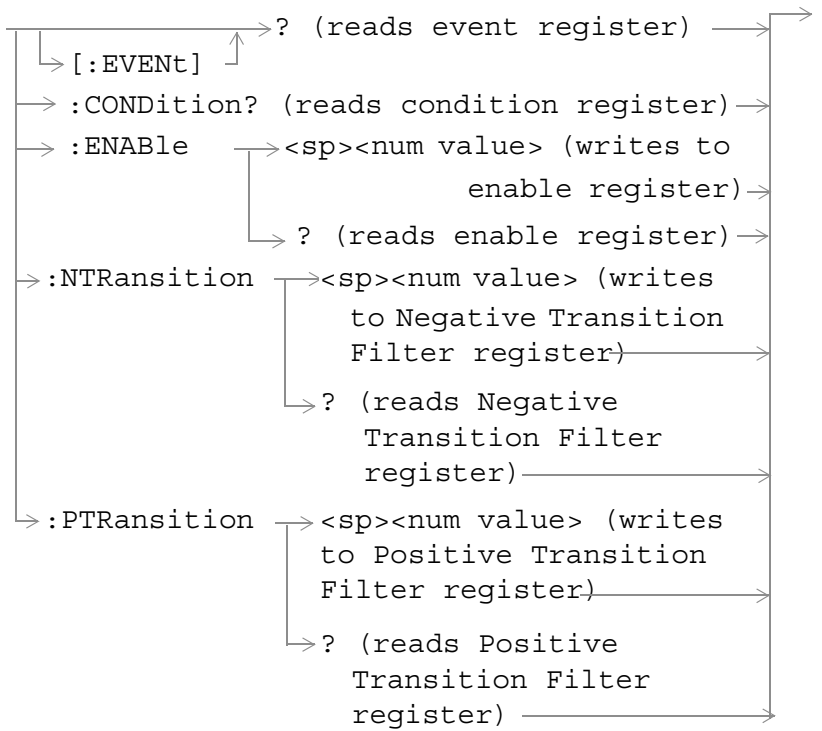 ? (reads event register)
[:EVENt]
:CONDition? (reads condition register)
:ENABle <sp><num value> (writes to
enable register)
? (reads enable register)
:NTRansition <sp><num value> (writes
to Negative Transition
Filter register)
? (reads Negative
Transition Filter
register)
:PTRansition <sp><num value> (writes
to Positive Transition
Filter register)
? (reads Positive
Transition Filter
register)